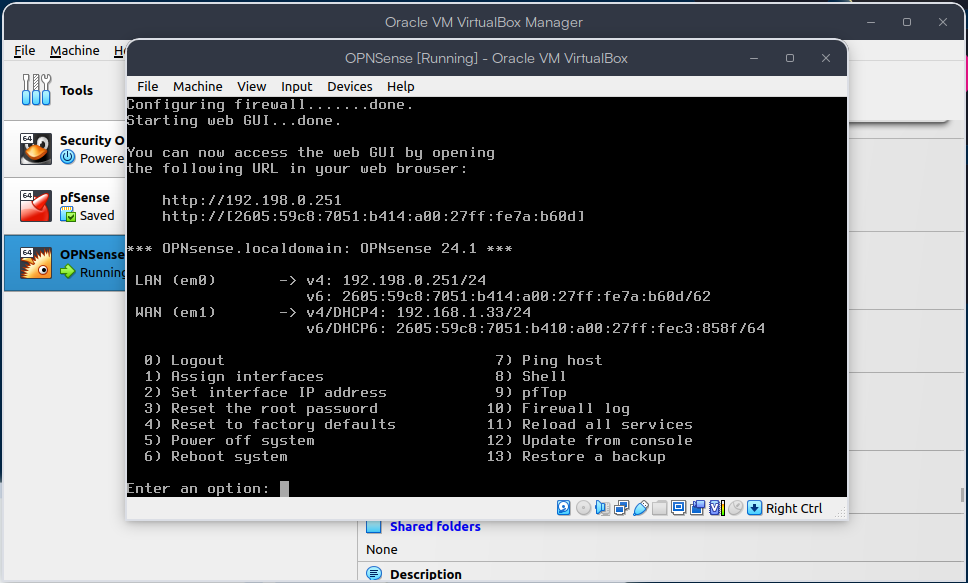 Oracle VM VirtualBox Manager
File Machine
OPNSense [Running] - Oracle VM VirtualBox
Tools
File Machine View Input Devices Help
Security O
Powere
pfSense
Saved
OPNSense
Running
64
64
64
Configuring firewall.......done.
Starting web GUI...done.
You can now access the web GUI by opening
the following URL in your web browser:
http://192.198.0.251
http://[2605:59c8:7051:b414:a00:27ff:fe7a:b60d]
*** OPNsense.localdomain: OPNsense 24.1 ***
LAN (em0) -> v4: 192.198.0.251/24
v6: 2605:59c8:7051:b414:a00:27ff:fe7a:b60d/62
WAN (em1) -> v4/DHCP4: 192.168.1.33/24
v6/DHCP6: 2605:59c8:7051:b410:a00:27ff:fec3:858f/64
0) Logout 7) Ping host
1) Assign interfaces 8) Shell
2) Set interface IP address 9) pfTop
3) Reset the root password 10) Firewall log
4) Reset to factory defaults 11) Reload all services
5) Power off system 12) Update from console
6) Reboot system 13) Restore a backup
Enter an option:
Right Ctrl
Shared folders
None
Description